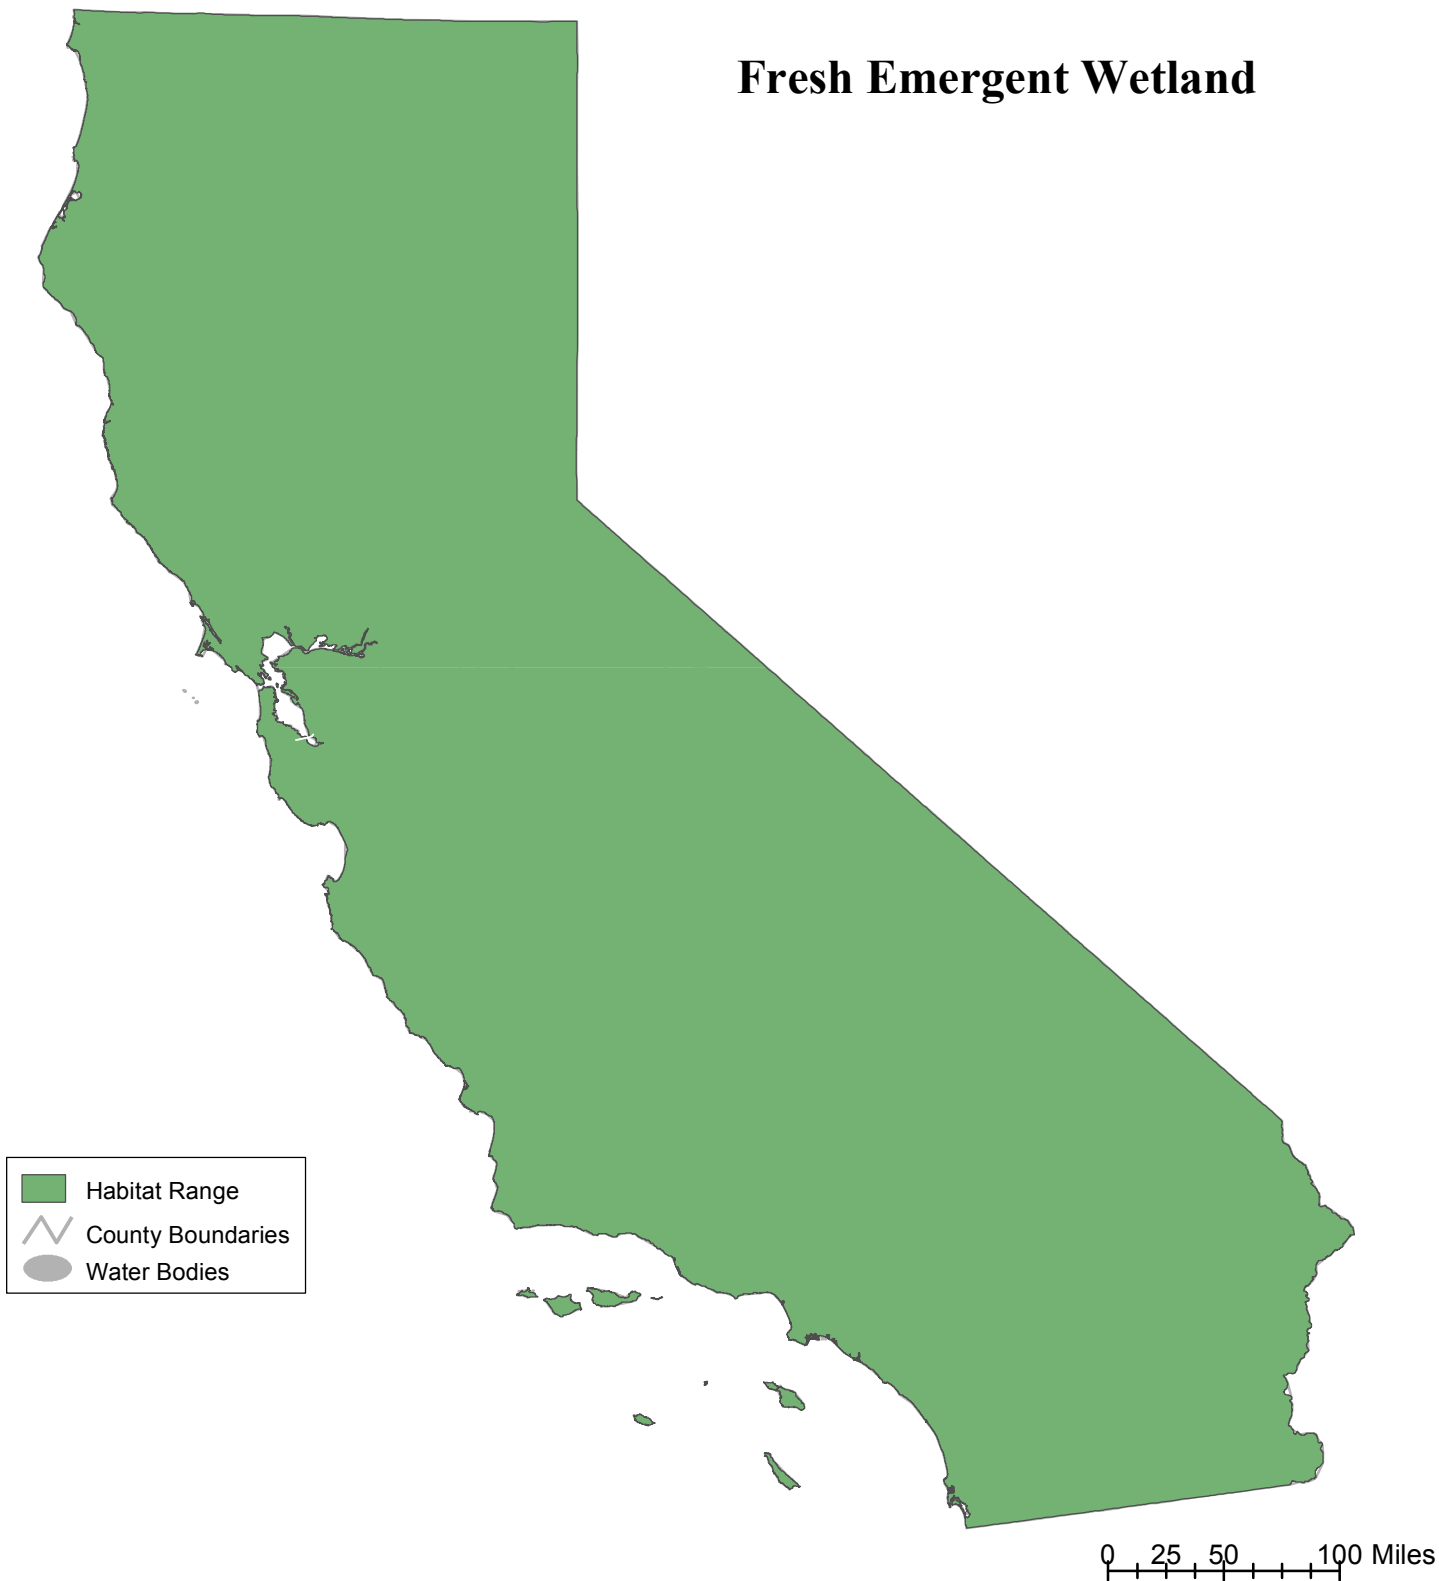 Fresh Emergent Wetland
Habitat Range
County Boundaries
Water Bodies
0 25 50 100 Miles